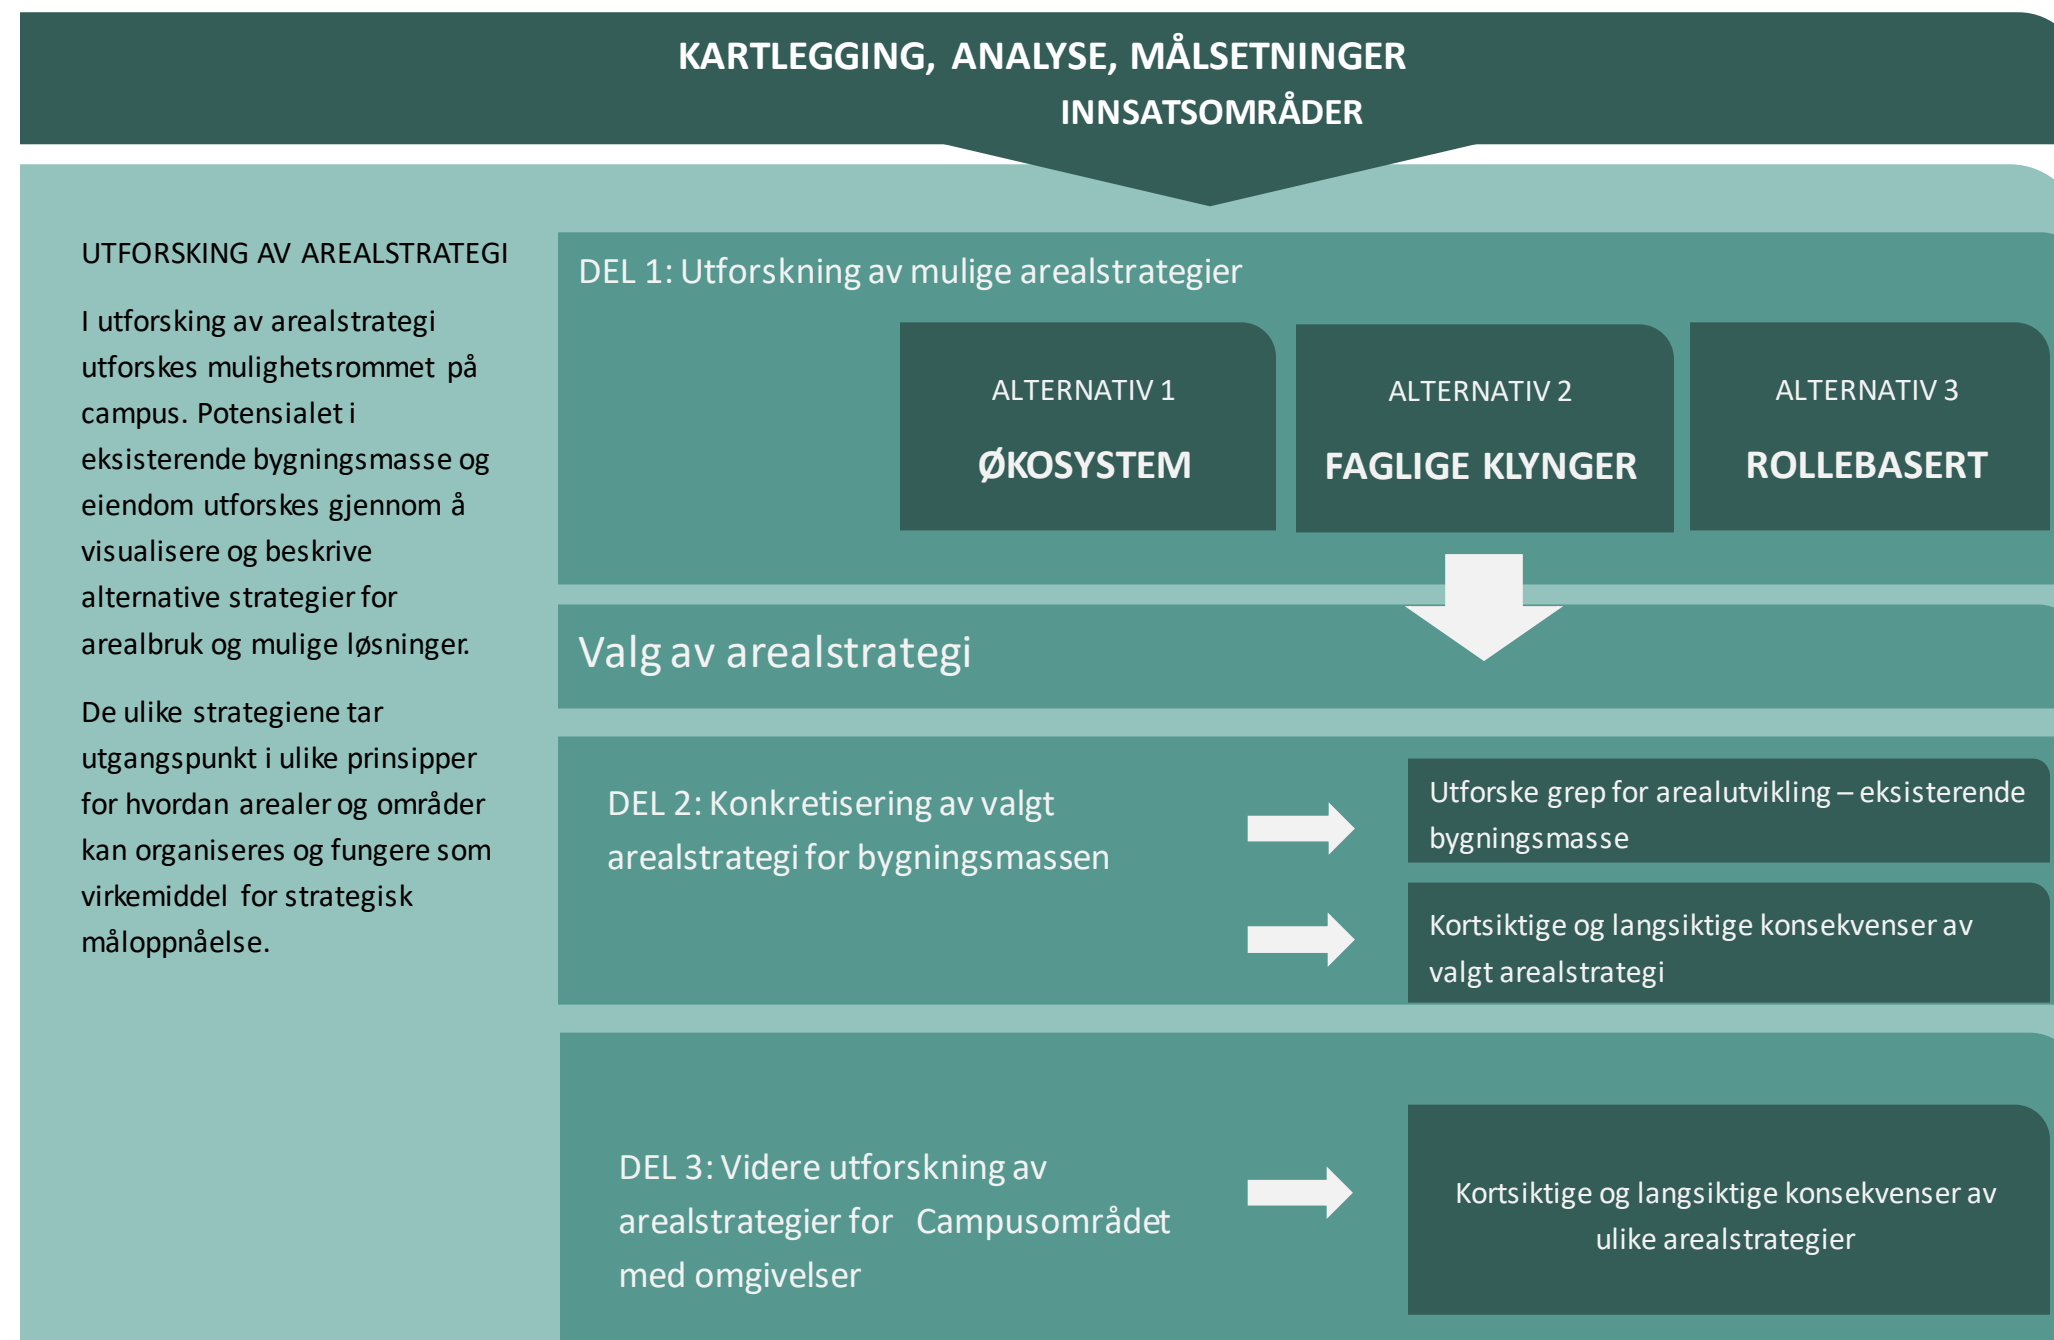 KARTLEGGING, ANALYSE, MÅLSETNINGER
INNSATSOMRÅDER
UTFORSKING AV AREALSTRATEGI
I utforsking av arealstrategi
utforskes mulighetsrommet på
campus. Potensialet i
eksisterende bygningsmasse og
eiendom utforskes gjennom å
visualisere og beskrive
alternative strategier for
arealbruk og mulige løsninger.
De ulike strategiene tar
utgangspunkt i ulike prinsipper
for hvordan arealer og områder
kan organiseres og fungere som
virkemiddel for strategisk
måloppnåelse.
DEL 1: Utforskning av mulige arealstrategier
ALTERNATIV 1
ØKOSYSTEM
ALTERNATIV 2
FAGLIGE KLYNGER
ALTERNATIV 3
ROLLEBASERT
Valg av arealstrategi
DEL 2: Konkretisering av valgt
arealstrategi for bygningsmassen
Utforske grep for arealutvikling – eksisterende
bygningsmasse
Kortsiktige og langsiktige konsekvenser av
valgt arealstrategi
DEL 3: Videre utforskning av
arealstrategier for Campusområdet
med omgivelser
Kortsiktige og langsiktige konsekvenser av
ulike arealstrategier